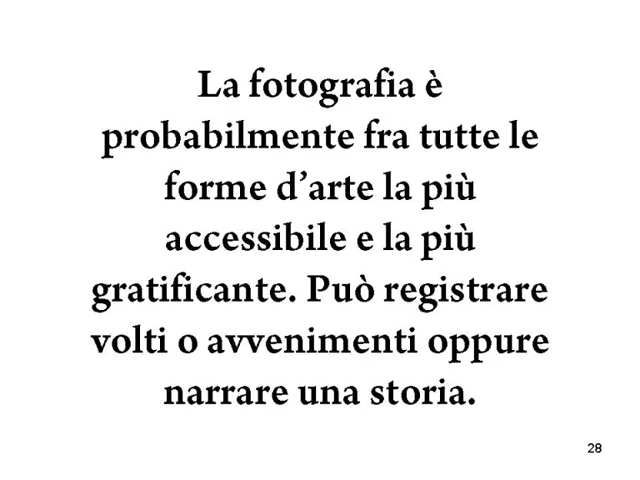 La fotografia è
probabilmente fra tutte le
forme d’arte la più
accessibile e la più
gratificante. Può registrare
volti o avvenimenti oppure
narrare una storia.
28